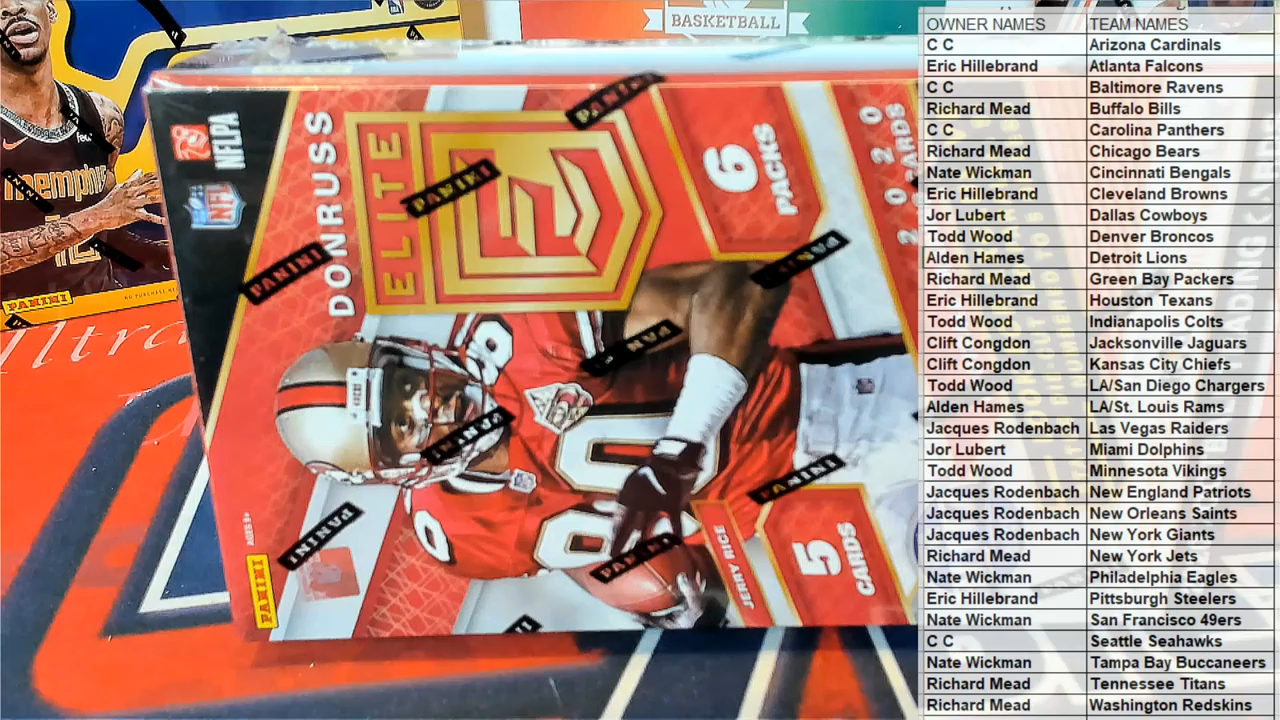 BASKETBALL
memphis
12
PANINI
NFLPA
NFL
DONRUSS
ELITE
PANINI
PANINI
PANINI
PANINI
PANINI
PANINI
PANINI
PANINI
6
PACKS
2020
CARDS
80
JERRY RICE
5
CARDS
AGES 9+
PANINI
OWNER NAMES TEAM NAMES
C C Arizona Cardinals
Eric Hillebrand Atlanta Falcons
C C Baltimore Ravens
Richard Mead Buffalo Bills
C C Carolina Panthers
Richard Mead Chicago Bears
Nate Wickman Cincinnati Bengals
Eric Hillebrand Cleveland Browns
Jor Lubert Dallas Cowboys
Todd Wood Denver Broncos
Alden Hames Detroit Lions
Richard Mead Green Bay Packers
Eric Hillebrand Houston Texans
Todd Wood Indianapolis Colts
Clift Congdon Jacksonville Jaguars
Clift Congdon Kansas City Chiefs
Todd Wood LA/San Diego Chargers
Alden Hames LA/St. Louis Rams
Jacques Rodenbach Las Vegas Raiders
Jor Lubert Miami Dolphins
Todd Wood Minnesota Vikings
Jacques Rodenbach New England Patriots
Jacques Rodenbach New Orleans Saints
Jacques Rodenbach New York Giants
Richard Mead New York Jets
Nate Wickman Philadelphia Eagles
Eric Hillebrand Pittsburgh Steelers
Nate Wickman San Francisco 49ers
C C Seattle Seahawks
Nate Wickman Tampa Bay Buccaneers
Richard Mead Tennessee Titans
Richard Mead Washington Redskins